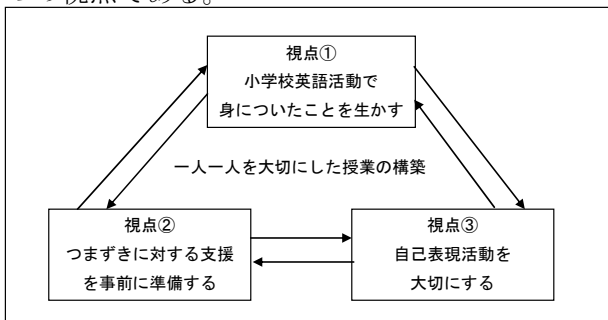 の視点である。
視点①
小学校英語活動で
身についたことを生かす
一人一人を大切にした授業の構築
視点②
つまずきに対する支援
を事前に準備する
視点③
自己表現活動を
大切にする